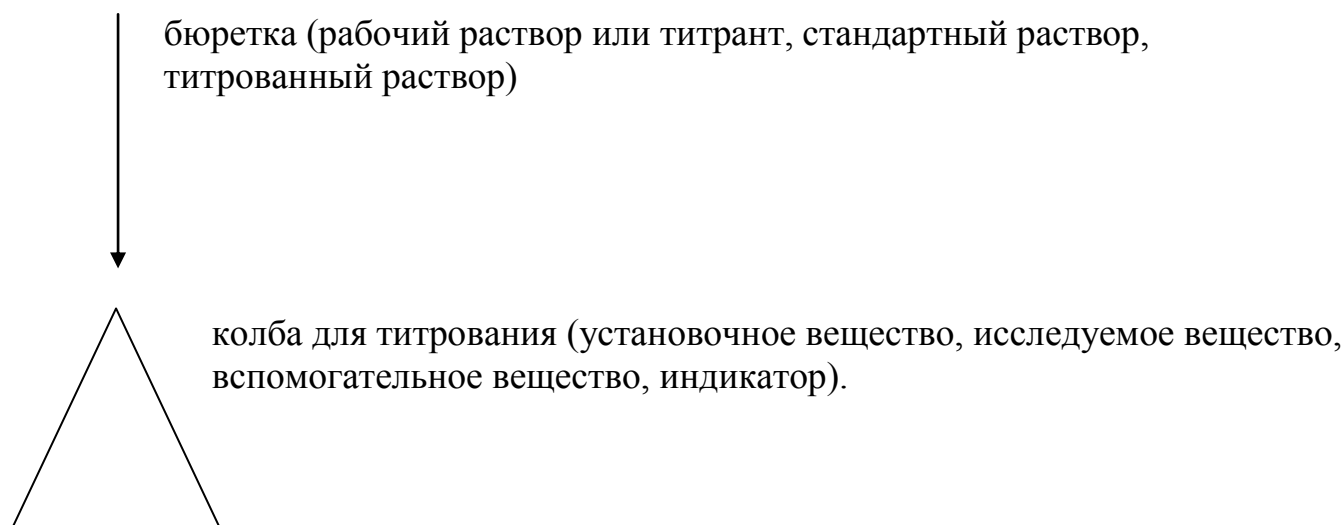 бюретка (рабочий раствор или титрант, стандартный раствор,
титрованный раствор)
колба для титрования (установочное вещество, исследуемое вещество,
вспомогательное вещество, индикатор).